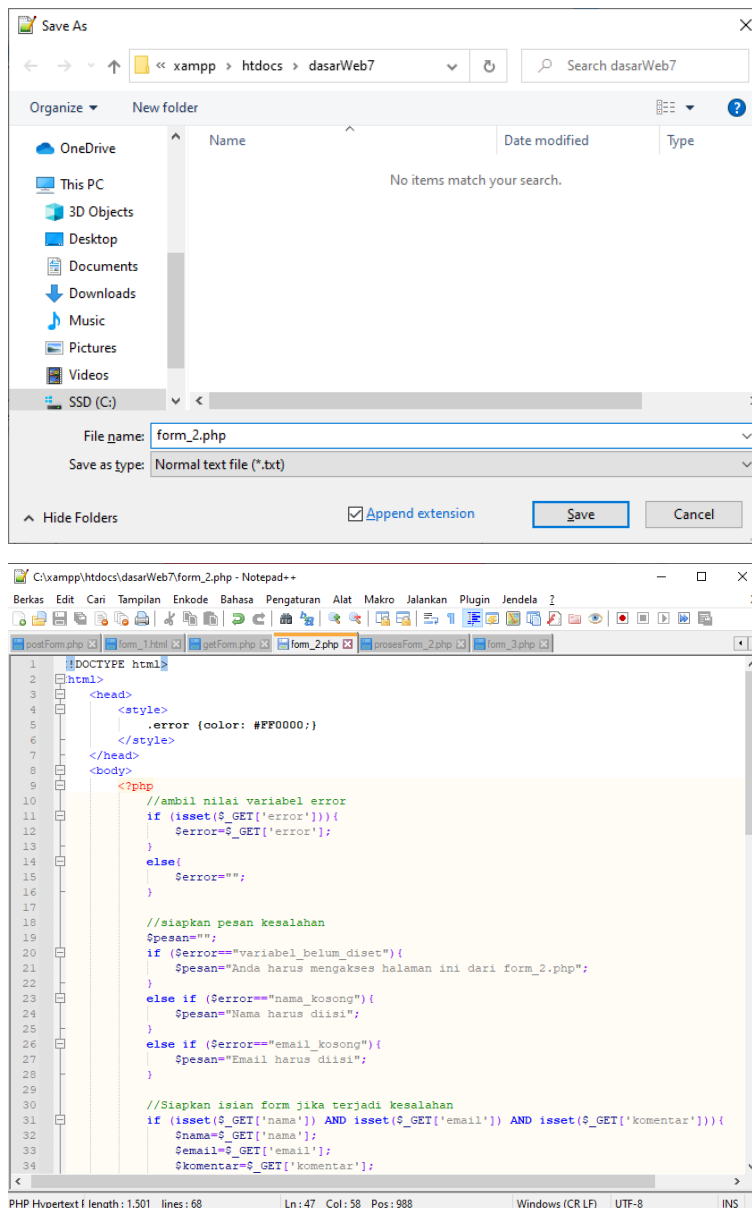 Save As
« xampp › htdocs › dasarWeb7
Search dasarWeb7
Organize
New folder
Name
Date modified
Type
OneDrive
No items match your search.
This PC
3D Objects
Desktop
Documents
Downloads
Music
Pictures
Videos
SSD (C:)
File name: form_2.php
Save as type: Normal text file (*.txt)
Hide Folders
Append extension
Save
Cancel
C:\xampp\htdocs\dasarWeb7\form_2.php - Notepad++
Berkas Edit Cari Tampilan Enkode Bahasa Pengaturan Alat Makro Jalankan Plugin Jendela ?
postForm.php form_1.html getForm.php form_2.php prosesForm_2.php form_3.php
1 !DOCTYPE html>
2 html>
3 <head>
4 <style>
5 .error {color: #FF0000;}
6 </style>
7 </head>
8 <body>
9 <?php
10 //ambil nilai variabel error
11 if (isset($_GET['error'])){
12 $error=$_GET['error'];
13 }
14 else{
15 $error="";
16 }
17
18 //siapkan pesan kesalahan
19 $pesan="";
20 if ($error=="variabel_belum_diset"){
21 $pesan="Anda harus mengakses halaman ini dari form_2.php";
22 }
23 else if ($error=="nama_kosong"){
24 $pesan="Nama harus diisi";
25 }
26 else if ($error=="email_kosong"){
27 $pesan="Email harus diisi";
28 }
29
30 //Siapkan isian form jika terjadi kesalahan
31 if (isset($_GET['nama']) AND isset($_GET['email']) AND isset($_GET['komentar'])){
32 $nama=$_GET['nama'];
33 $email=$_GET['email'];
34 $komentar=$_GET['komentar'];
PHP Hypertext f length : 1.501 lines : 68 Ln : 47 Col : 58 Pos : 988 Windows (CR LF) UTF-8 INS